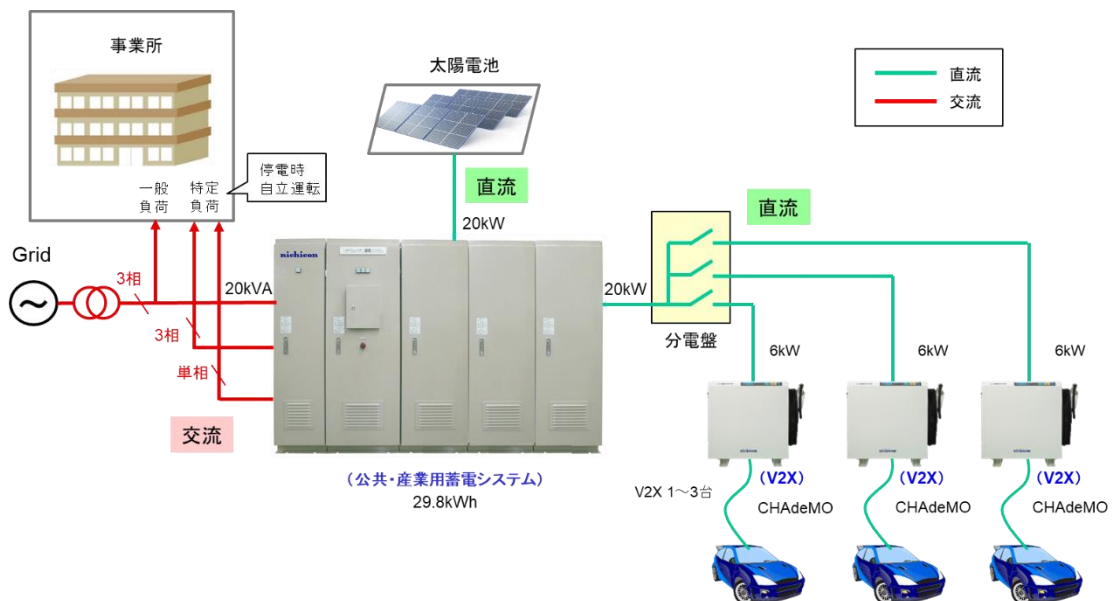 事業所
太陽電池
直流
交流
停電時
自立運転
一般
負荷
特定
負荷
直流
直流
20kW
Grid
3相
20kVA
nichicon
20kW
3相
分電盤
単相
6kW
6kW
6kW
交流
nichicon
nichicon
nichicon
(公共・産業用蓄電システム)
29.8kWh
(V2X)
(V2X)
(V2X)
V2X 1～3台
CHAdeMO
CHAdeMO
CHAdeMO